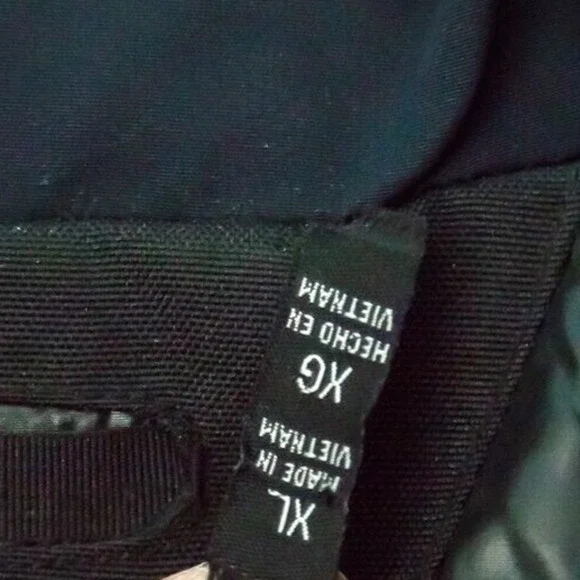 XL
MADE IN
VIETNAM
XG
HECHO EN
VIETNAM